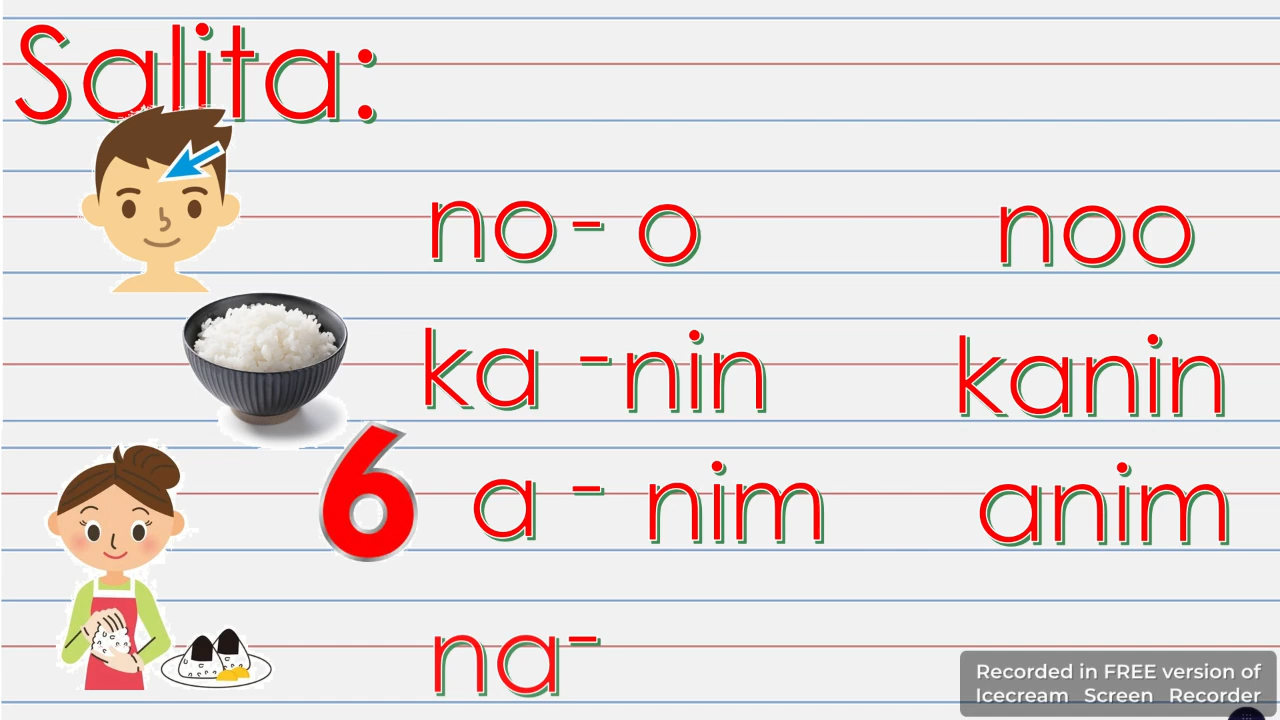 Salita:
no- o noo
ka -nin kanin
6 a - nim anim
na-
Recorded in FREE version of
Icecream Screen Recorder